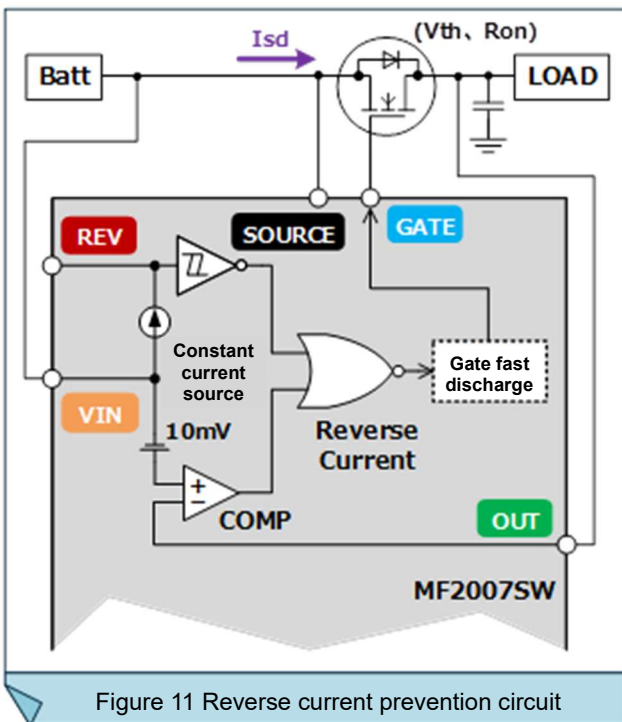 Isd
(Vth、Ron)
Batt
LOAD
REV
SOURCE
GATE
Constant
current
source
Gate fast
discharge
VIN
10mV
Reverse
Current
+
−
COMP
OUT
MF2007SW
Figure 11 Reverse current prevention circuit